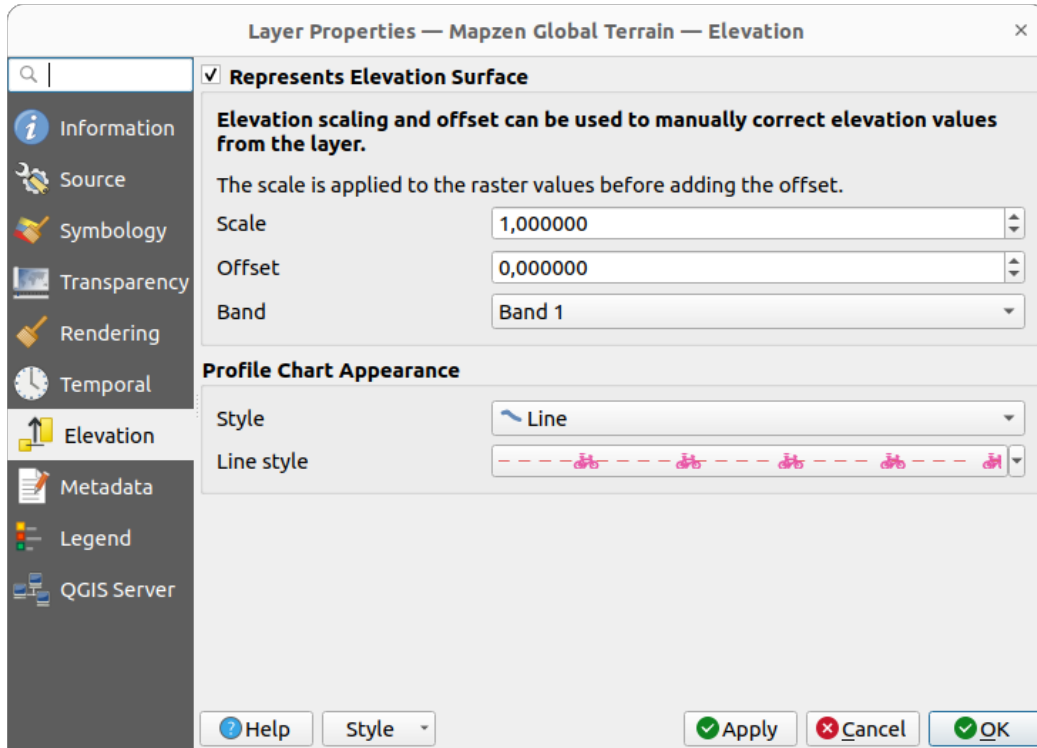 Layer Properties — Mapzen Global Terrain — Elevation
Information
Source
Symbology
Transparency
Rendering
Temporal
Elevation
Metadata
Legend
QGIS Server
Represents Elevation Surface
Elevation scaling and offset can be used to manually correct elevation values
from the layer.
The scale is applied to the raster values before adding the offset.
Scale 1,000000
Offset 0,000000
Band Band 1
Profile Chart Appearance
Style Line
Line style
Help Style Apply Cancel OK